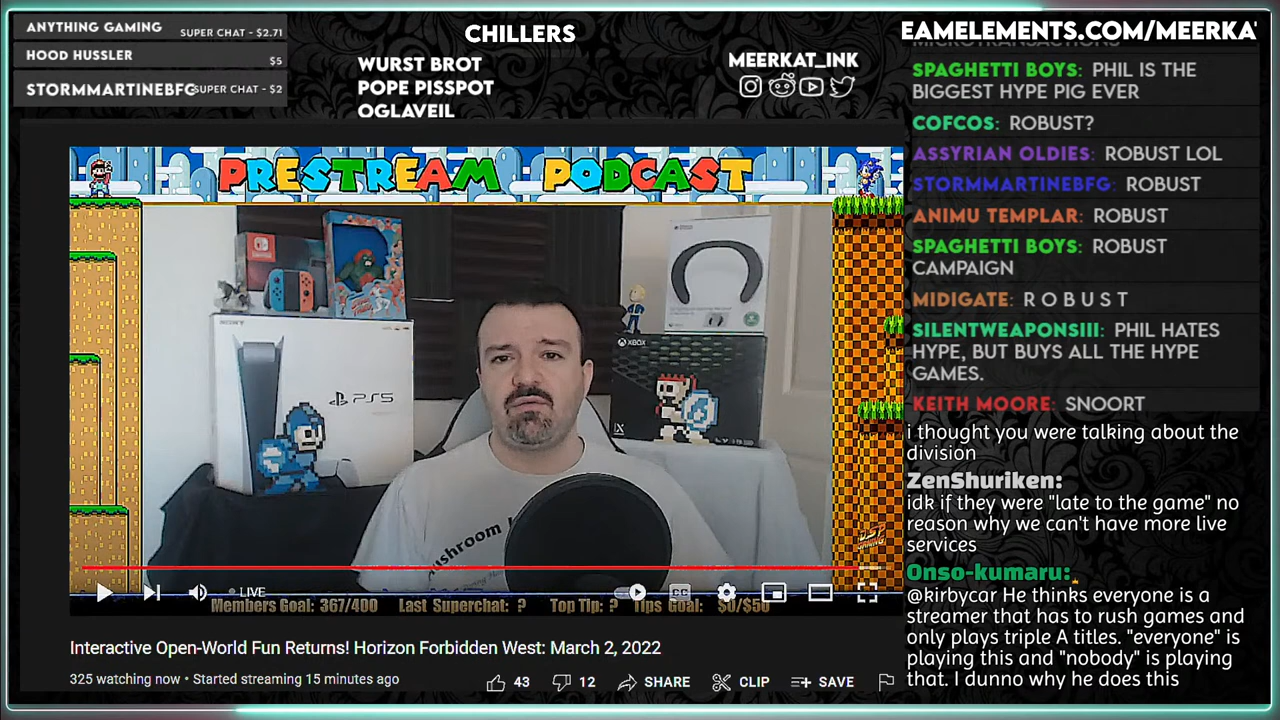 ANYTHING GAMING SUPER CHAT - $2.71
HOOD HUSSLER $5
STORMMARTINEBFG SUPER CHAT - $2
CHILLERS
WURST BROT
POPE PISSPOT
OGLAVEIL
MEERKAT_INK
EAMELEMENTS.COM/MEERKA
MICROTRANSACTIONS
SPAGHETTI BOYS: PHIL IS THE
BIGGEST HYPE PIG EVER
COFCOS: ROBUST?
ASSYRIAN OLDIES: ROBUST LOL
STORMMARTINEBFG: ROBUST
ANIMU TEMPLAR: ROBUST
SPAGHETTI BOYS: ROBUST
CAMPAIGN
MIDIGATE: R O B U S T
SILENTWEAPONSIII: PHIL HATES
HYPE, BUT BUYS ALL THE HYPE
GAMES.
KEITH MOORE: SNOORT
i thought you were talking about the
division
ZenShuriken:
idk if they were "late to the game" no
reason why we can't have more live
services
Onso-kumaru:
@kirbycar He thinks everyone is a
streamer that has to rush games and
only plays triple A titles. "everyone" is
playing this and "nobody" is playing
that. I dunno why he does this
PRESTREAM PODCAST
SONY
PS5
XBOX
mushroom
DSP
GAMING
LIVE
CC
Members Goal: 367/400 Last Superchat: ? Top Tip: ? Tips Goal: $0/$50
Interactive Open-World Fun Returns! Horizon Forbidden West: March 2, 2022
325 watching now • Started streaming 15 minutes ago
43 12 SHARE CLIP SAVE